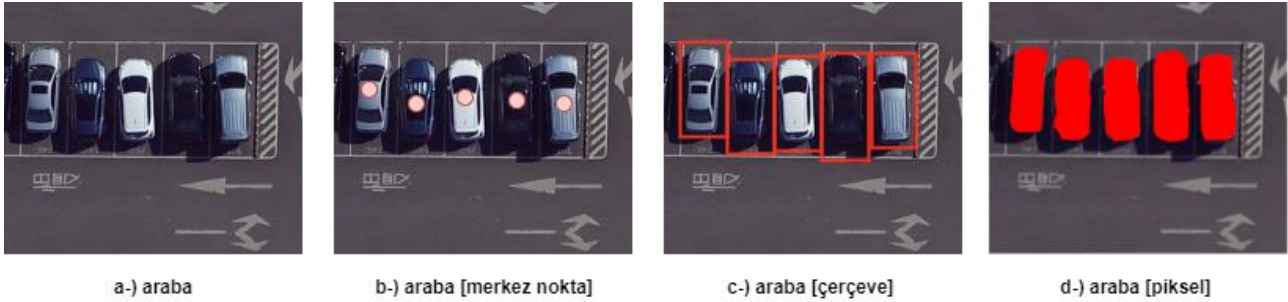 a-) araba
b-) araba [merkez nokta]
c-) araba [çerçeve]
d-) araba [piksel]